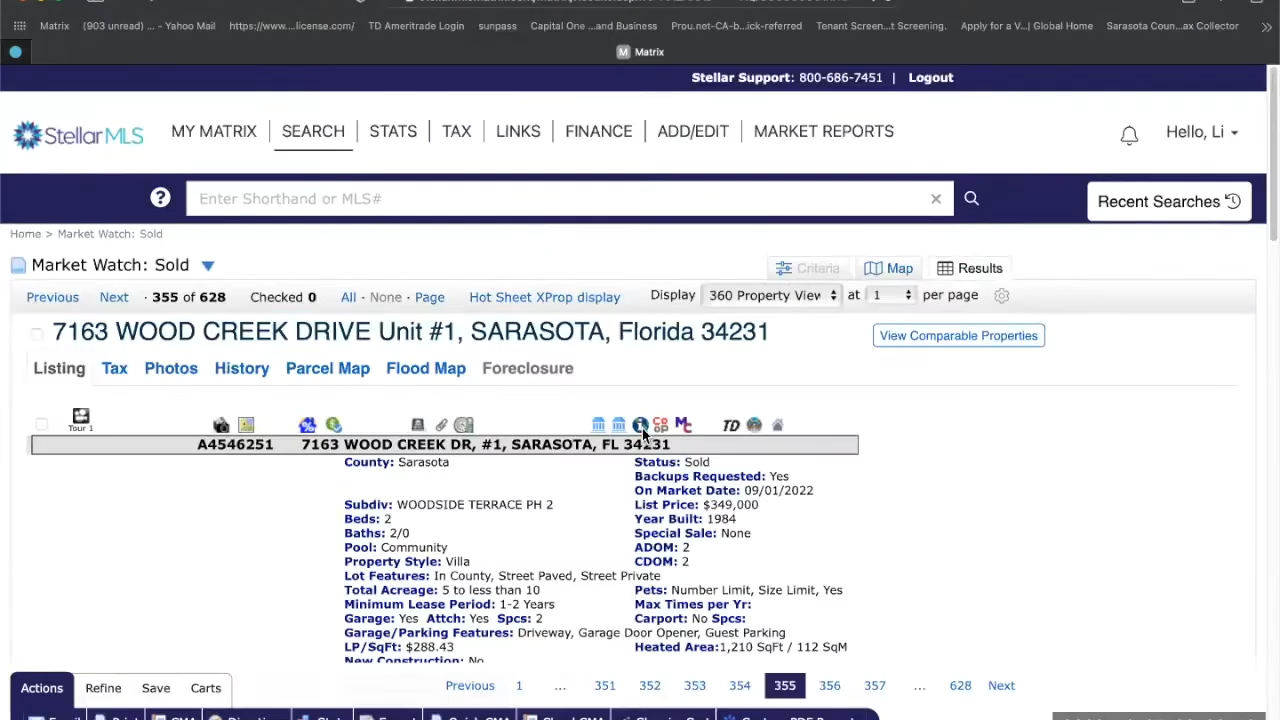 Matrix (903 unread) ... – Yahoo Mail https://www....license.com/ TD Ameritrade Login sunpass Capital One ...and Business Prou.net-CA-b...ick-referred Tenant Screen...t Screening. Apply for a V...| Global Home Sarasota Coun...ax Collector
M Matrix
Stellar Support: 800-686-7451 | Logout
StellarMLS MY MATRIX SEARCH STATS TAX LINKS FINANCE ADD/EDIT MARKET REPORTS Hello, Li
? Enter Shorthand or MLS# Recent Searches
Home > Market Watch: Sold
Market Watch: Sold Criteria Map Results
Previous Next · 355 of 628 Checked 0 All · None · Page Hot Sheet XProp display Display 360 Property View at 1 per page
7163 WOOD CREEK DRIVE Unit #1, SARASOTA, Florida 34231 View Comparable Properties
Listing Tax Photos History Parcel Map Flood Map Foreclosure
Tour 1 CO OP MC TD
A4546251 7163 WOOD CREEK DR, #1, SARASOTA, FL 34231
County: Sarasota Status: Sold
Backups Requested: Yes
On Market Date: 09/01/2022
Subdiv: WOODSIDE TERRACE PH 2 List Price: $349,000
Beds: 2 Year Built: 1984
Baths: 2/0 Special Sale: None
Pool: Community ADOM: 2
Property Style: Villa CDOM: 2
Lot Features: In County, Street Paved, Street Private
Total Acreage: 5 to less than 10 Pets: Number Limit, Size Limit, Yes
Minimum Lease Period: 1-2 Years Max Times per Yr:
Garage: Yes Attch: Yes Spcs: 2 Carport: No Spcs:
Garage/Parking Features: Driveway, Garage Door Opener, Guest Parking
LP/SqFt: $288.43 Heated Area:1,210 SqFt / 112 SqM
New Construction: No
Actions Refine Save Carts Previous 1 ... 351 352 353 354 355 356 357 ... 628 Next